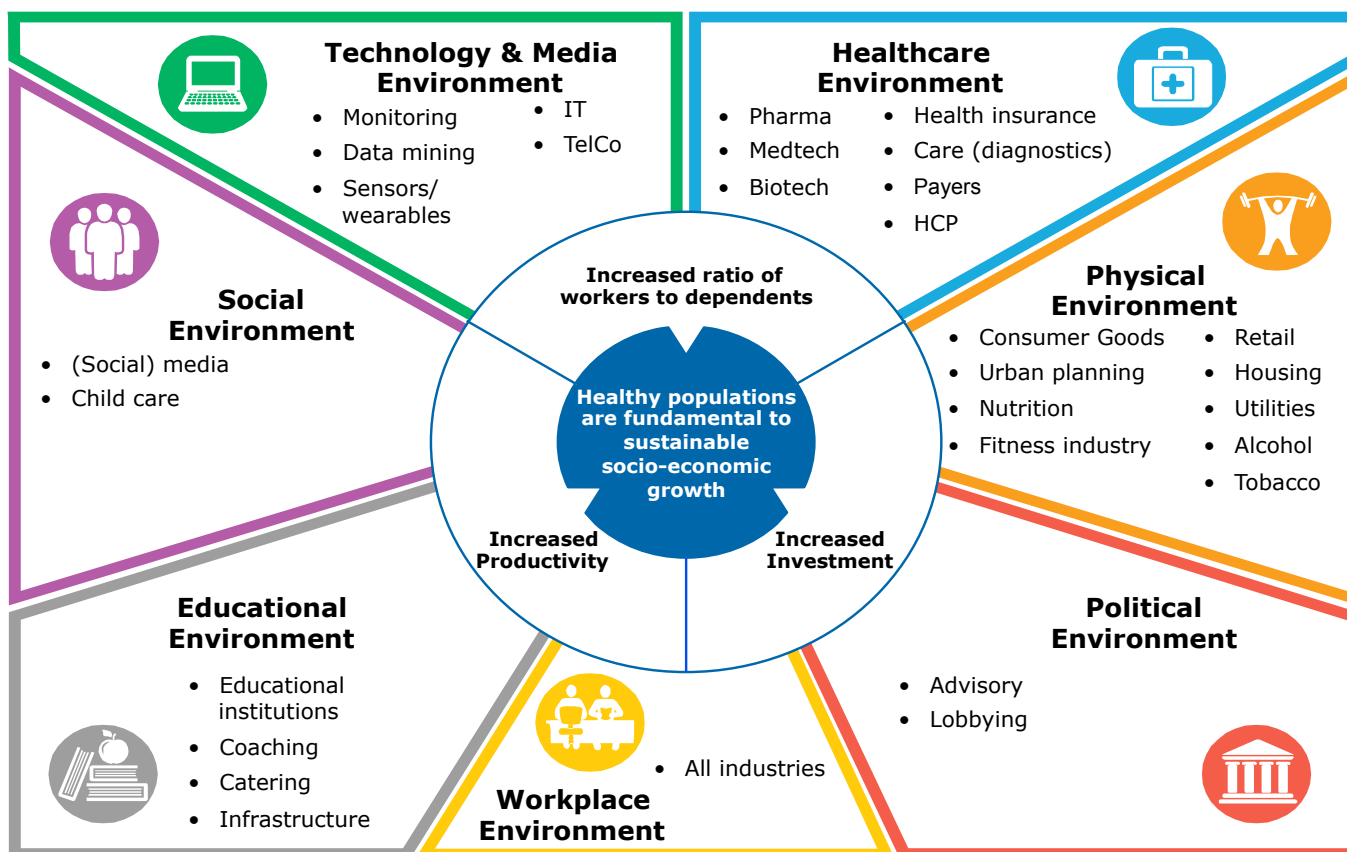 Technology & Media
Environment
• Monitoring
• Data mining
• Sensors/
wearables
• IT
• TelCo
Healthcare
Environment
• Pharma
• Medtech
• Biotech
• Health insurance
• Care (diagnostics)
• Payers
• HCP
Social
Environment
• (Social) media
• Child care
Increased ratio of
workers to dependents
Healthy populations
are fundamental to
sustainable
socio-economic
growth
Increased
Productivity
Increased
Investment
Physical
Environment
• Consumer Goods
• Urban planning
• Nutrition
• Fitness industry
• Retail
• Housing
• Utilities
• Alcohol
• Tobacco
Educational
Environment
• Educational
institutions
• Coaching
• Catering
• Infrastructure
• All industries
Workplace
Environment
Political
Environment
• Advisory
• Lobbying